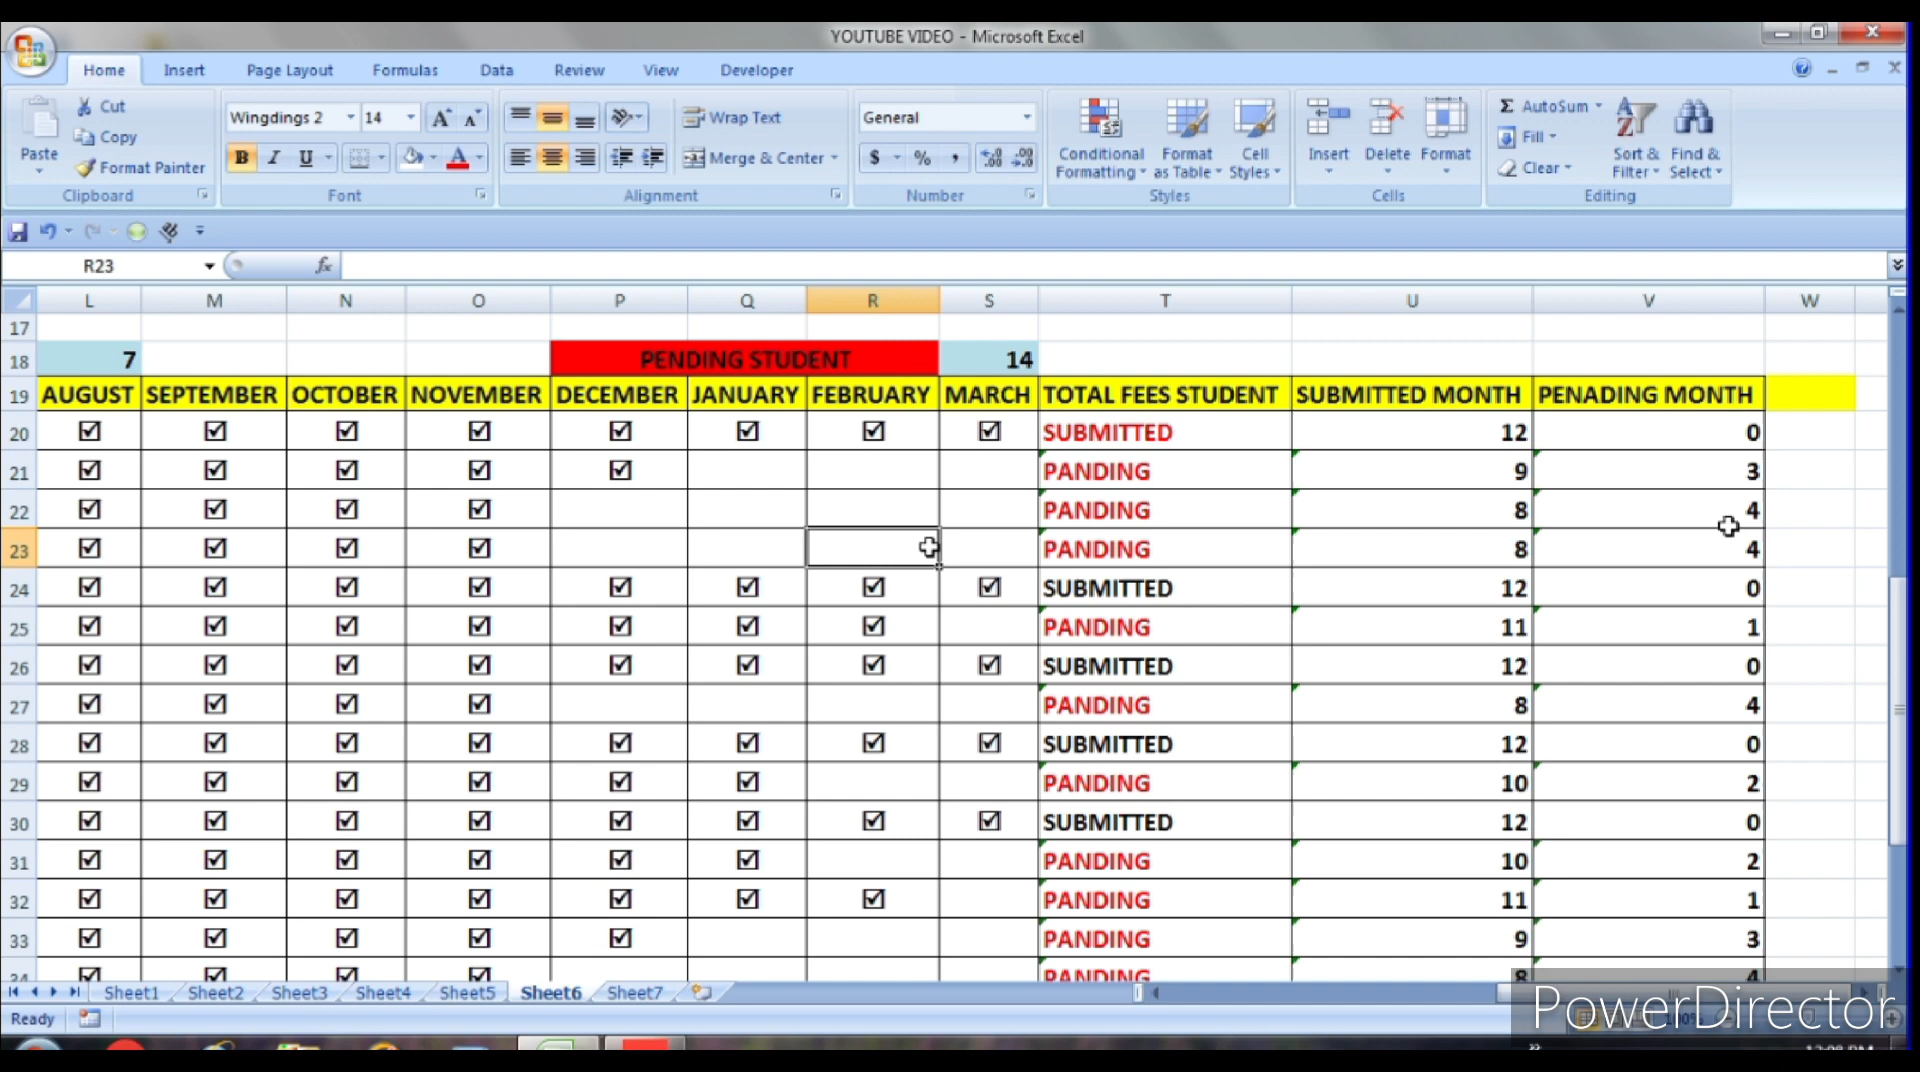 YOUTUBE VIDEO - Microsoft Excel
Home Insert Page Layout Formulas Data Review View Developer
Paste Cut Copy Format Painter Clipboard
Wingdings 2 14 B I U A Font
Wrap Text Merge & Center Alignment
General $ % , Number
Conditional Formatting Format as Table Cell Styles Styles
Insert Delete Format Cells
Σ AutoSum Fill Clear Sort & Filter Find & Select Editing
R23 fx
L M N O P Q R S T U V W
17
18 7 PENDING STUDENT 14
19 AUGUST SEPTEMBER OCTOBER NOVEMBER DECEMBER JANUARY FEBRUARY MARCH TOTAL FEES STUDENT SUBMITTED MONTH PENADING MONTH
20 ☑ ☑ ☑ ☑ ☑ ☑ ☑ ☑ SUBMITTED 12 0
21 ☑ ☑ ☑ ☑ ☑ PANDING 9 3
22 ☑ ☑ ☑ ☑ PANDING 8 4
23 ☑ ☑ ☑ ☑ PANDING 8 4
24 ☑ ☑ ☑ ☑ ☑ ☑ ☑ ☑ SUBMITTED 12 0
25 ☑ ☑ ☑ ☑ ☑ ☑ ☑ PANDING 11 1
26 ☑ ☑ ☑ ☑ ☑ ☑ ☑ ☑ SUBMITTED 12 0
27 ☑ ☑ ☑ ☑ PANDING 8 4
28 ☑ ☑ ☑ ☑ ☑ ☑ ☑ ☑ SUBMITTED 12 0
29 ☑ ☑ ☑ ☑ ☑ ☑ PANDING 10 2
30 ☑ ☑ ☑ ☑ ☑ ☑ ☑ ☑ SUBMITTED 12 0
31 ☑ ☑ ☑ ☑ ☑ ☑ PANDING 10 2
32 ☑ ☑ ☑ ☑ ☑ ☑ ☑ PANDING 11 1
33 ☑ ☑ ☑ ☑ ☑ PANDING 9 3
34 ☑ ☑ ☑ ☑ PANDING 8 4
Sheet1 Sheet2 Sheet3 Sheet4 Sheet5 Sheet6 Sheet7
Ready 100%
PowerDirector